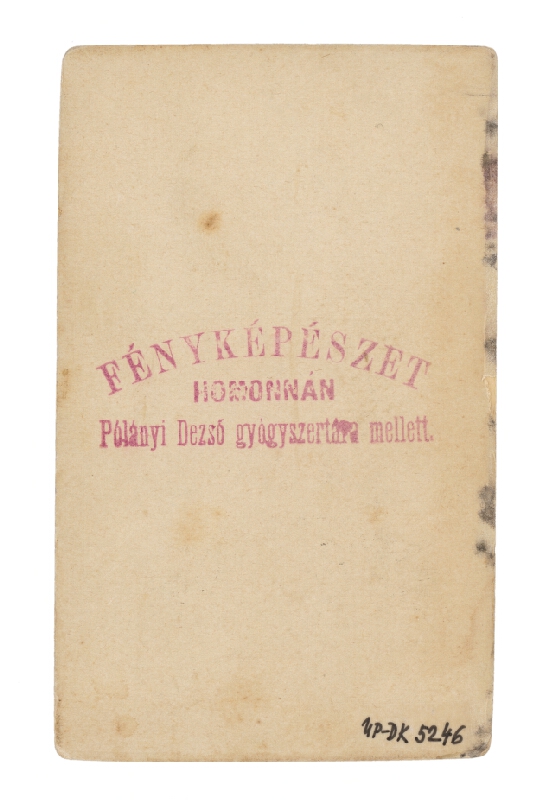 FÉNYKÉPÉSZET
HOMONNÁN
Pólányi Dezső gyógyszertára mellett.
UP-DK 5246